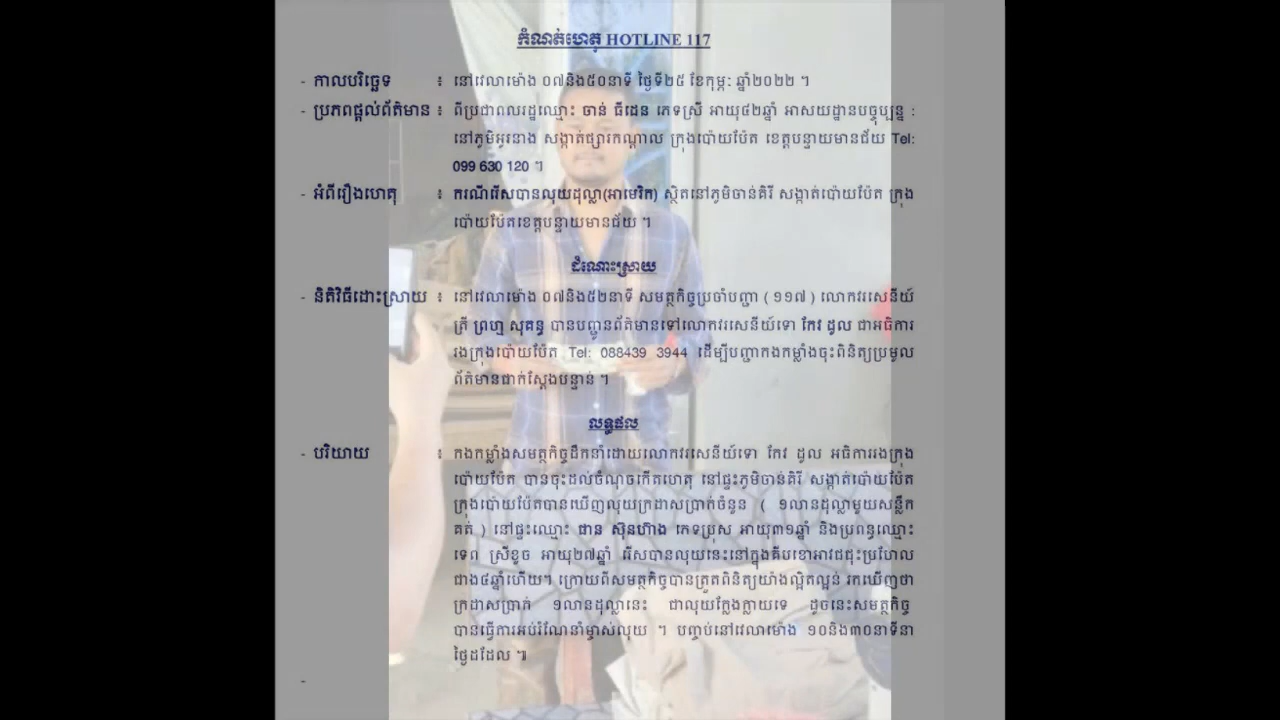 កំណត់ហេតុ HOTLINE 117
- កាលបរិច្ឆេទ ៖ នៅវេលាម៉ោង ០៧និង៥០នាទី ថ្ងៃទី២៥ ខែកុម្ភៈ ឆ្នាំ២០២២ ។
- ប្រភពផ្ដល់ព័ត៌មាន ៖ ពីប្រជាពលរដ្ឋឈ្មោះ ចាន់ ធីដេន ភេទស្រី អាយុ៤២ឆ្នាំ អាសយដ្ឋានបច្ចុប្បន្ន :
នៅភូមិអូរនាង សង្កាត់ផ្សារកណ្ដាល ក្រុងប៉ោយប៉ែត ខេត្តបន្ទាយមានជ័យ Tel:
099 630 120 ។
- អំពីរឿងហេតុ ៖ ករណីរើសបានលុយដុល្លា(អាមេរិក) ស្ថិតនៅភូមិចាន់គិរី សង្កាត់ប៉ោយប៉ែត ក្រុង
ប៉ោយប៉ែតខេត្តបន្ទាយមានជ័យ ។
ដំណោះស្រាយ
- និតិវិធីដោះស្រាយ ៖ នៅវេលាម៉ោង ០៧និង៥២នាទី សមត្ថកិច្ចប្រចាំបញ្ជា ( ១១៧ ) លោកវរសេនីយ៍
ត្រី ព្រហ្ម សុគន្ធ បានបញ្ជូនព័ត៌មានទៅលោកវរសេនីយ៍ទោ កែវ ដូល ជាអធិការ
រងក្រុងប៉ោយប៉ែត Tel: 088439 3944 ដើម្បីបញ្ជាកងកម្លាំងចុះពិនិត្យប្រមូល
ព័ត៌មានជាក់ស្ដែងបន្ទាន់ ។
លទ្ធផល
- បរិយាយ ៖ កងកម្លាំងសមត្ថកិច្ចដឹកនាំដោយលោកវរសេនីយ៍ទោ កែវ ដូល អធិការរងក្រុង
ប៉ោយប៉ែត បានចុះដល់ចំណុចកើតហេតុ នៅផ្ទះភូមិចាន់គិរី សង្កាត់ប៉ោយប៉ែត
ក្រុងប៉ោយប៉ែតបានឃើញលុយក្រដាសប្រាក់ចំនួន ( ១លានដុល្លាមួយសន្លឹក
គត់ ) នៅផ្ទះឈ្មោះ ផាន ស៊ុនហ៊ាង ភេទប្រុស អាយុ៣១ឆ្នាំ និងប្រពន្ធឈ្មោះ
ទេព ស្រីខូច អាយុ២៧ឆ្នាំ រើសបានលុយនេះនៅក្នុងគីបខោអាវជជុះប្រហែល
ជាង៤ឆ្នាំហើយ។ ក្រោយពីសមត្ថកិច្ចបានត្រួតពិនិត្យយ៉ាងល្អិតល្អន់ រកឃើញថា
ក្រដាសប្រាក់ ១លានដុល្លានេះ ជាលុយក្លែងក្លាយទេ ដូចនេះសមត្ថកិច្ច
បានធ្វើការអប់រំណែនាំម្ចាស់លុយ ។ បញ្ចប់នៅវេលាម៉ោង ១០និង៣០នាទីនា
ថ្ងៃដដែល ៕
-